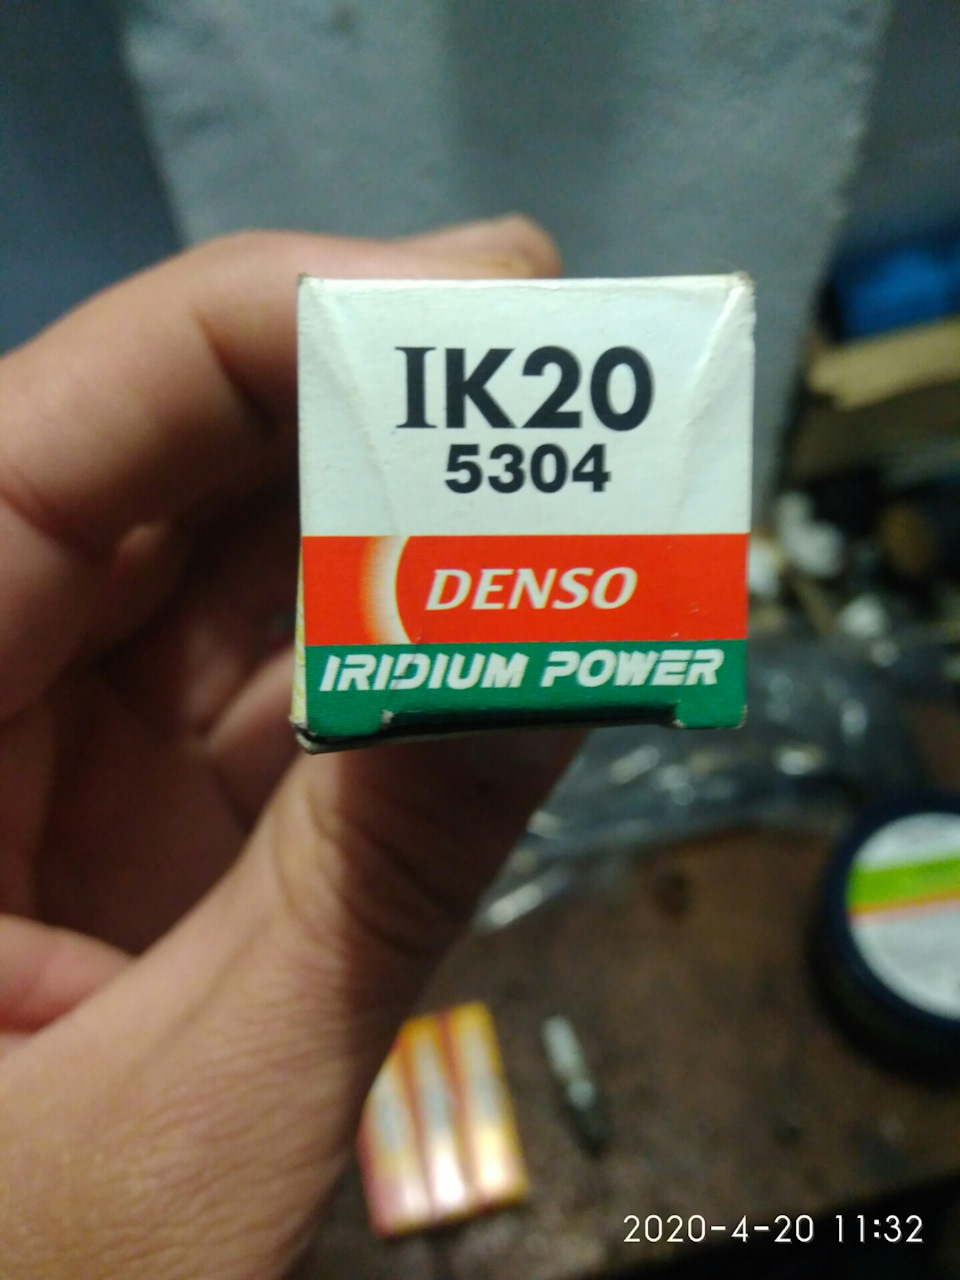 IK20
5304
DENSO
IRIDIUM POWER
2020-4-20 11:32